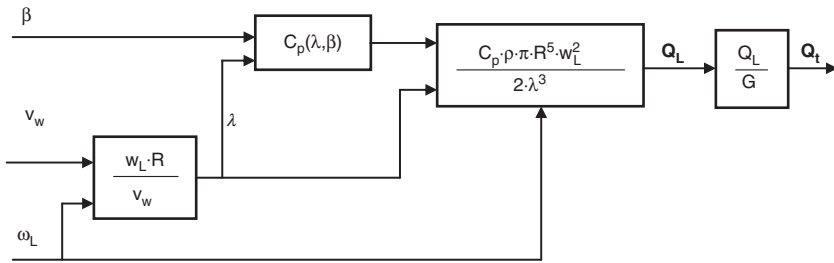 β
C_p(λ,β)
C_p·ρ·π·R^5·w_L^2
2·λ^3
Q_L
Q_L
G
Q_t
v_w
λ
w_L·R
v_w
ω_L